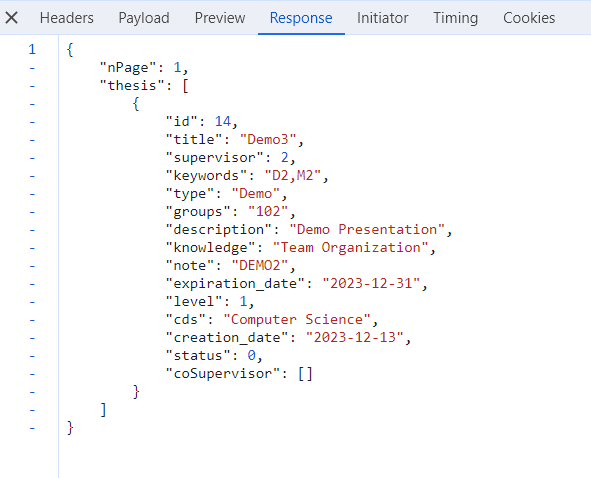 Headers Payload Preview Response Initiator Timing Cookies
1 {
- "nPage": 1,
- "thesis": [
- {
- "id": 14,
- "title": "Demo3",
- "supervisor": 2,
- "keywords": "D2,M2",
- "type": "Demo",
- "groups": "102",
- "description": "Demo Presentation",
- "knowledge": "Team Organization",
- "note": "DEMO2",
- "expiration_date": "2023-12-31",
- "level": 1,
- "cds": "Computer Science",
- "creation_date": "2023-12-13",
- "status": 0,
- "coSupervisor": []
- }
- ]
- }